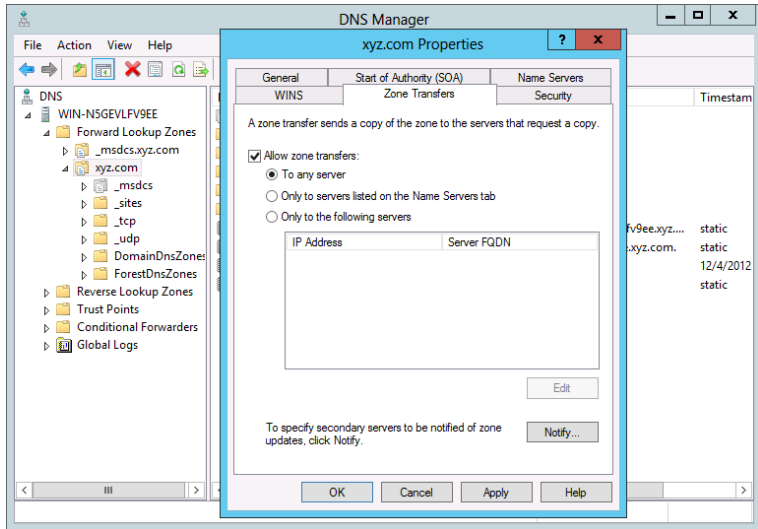 DNS Manager
File Action View Help
DNS
WIN-N5GEVLFV9EE
Forward Lookup Zones
_msdcs.xyz.com
xyz.com
_msdcs
_sites
_tcp
_udp
DomainDnsZones
ForestDnsZones
Reverse Lookup Zones
Trust Points
Conditional Forwarders
Global Logs
xyz.com Properties
? x
General Start of Authority (SOA) Name Servers
WINS Zone Transfers Security
A zone transfer sends a copy of the zone to the servers that request a copy.
Allow zone transfers:
To any server
Only to servers listed on the Name Servers tab
Only to the following servers
IP Address Server FQDN
Edit
To specify secondary servers to be notified of zone
updates, click Notify.
Notify...
OK Cancel Apply Help
Timestam
fv9ee.xyz.... static
.xyz.com. static
12/4/2012
static